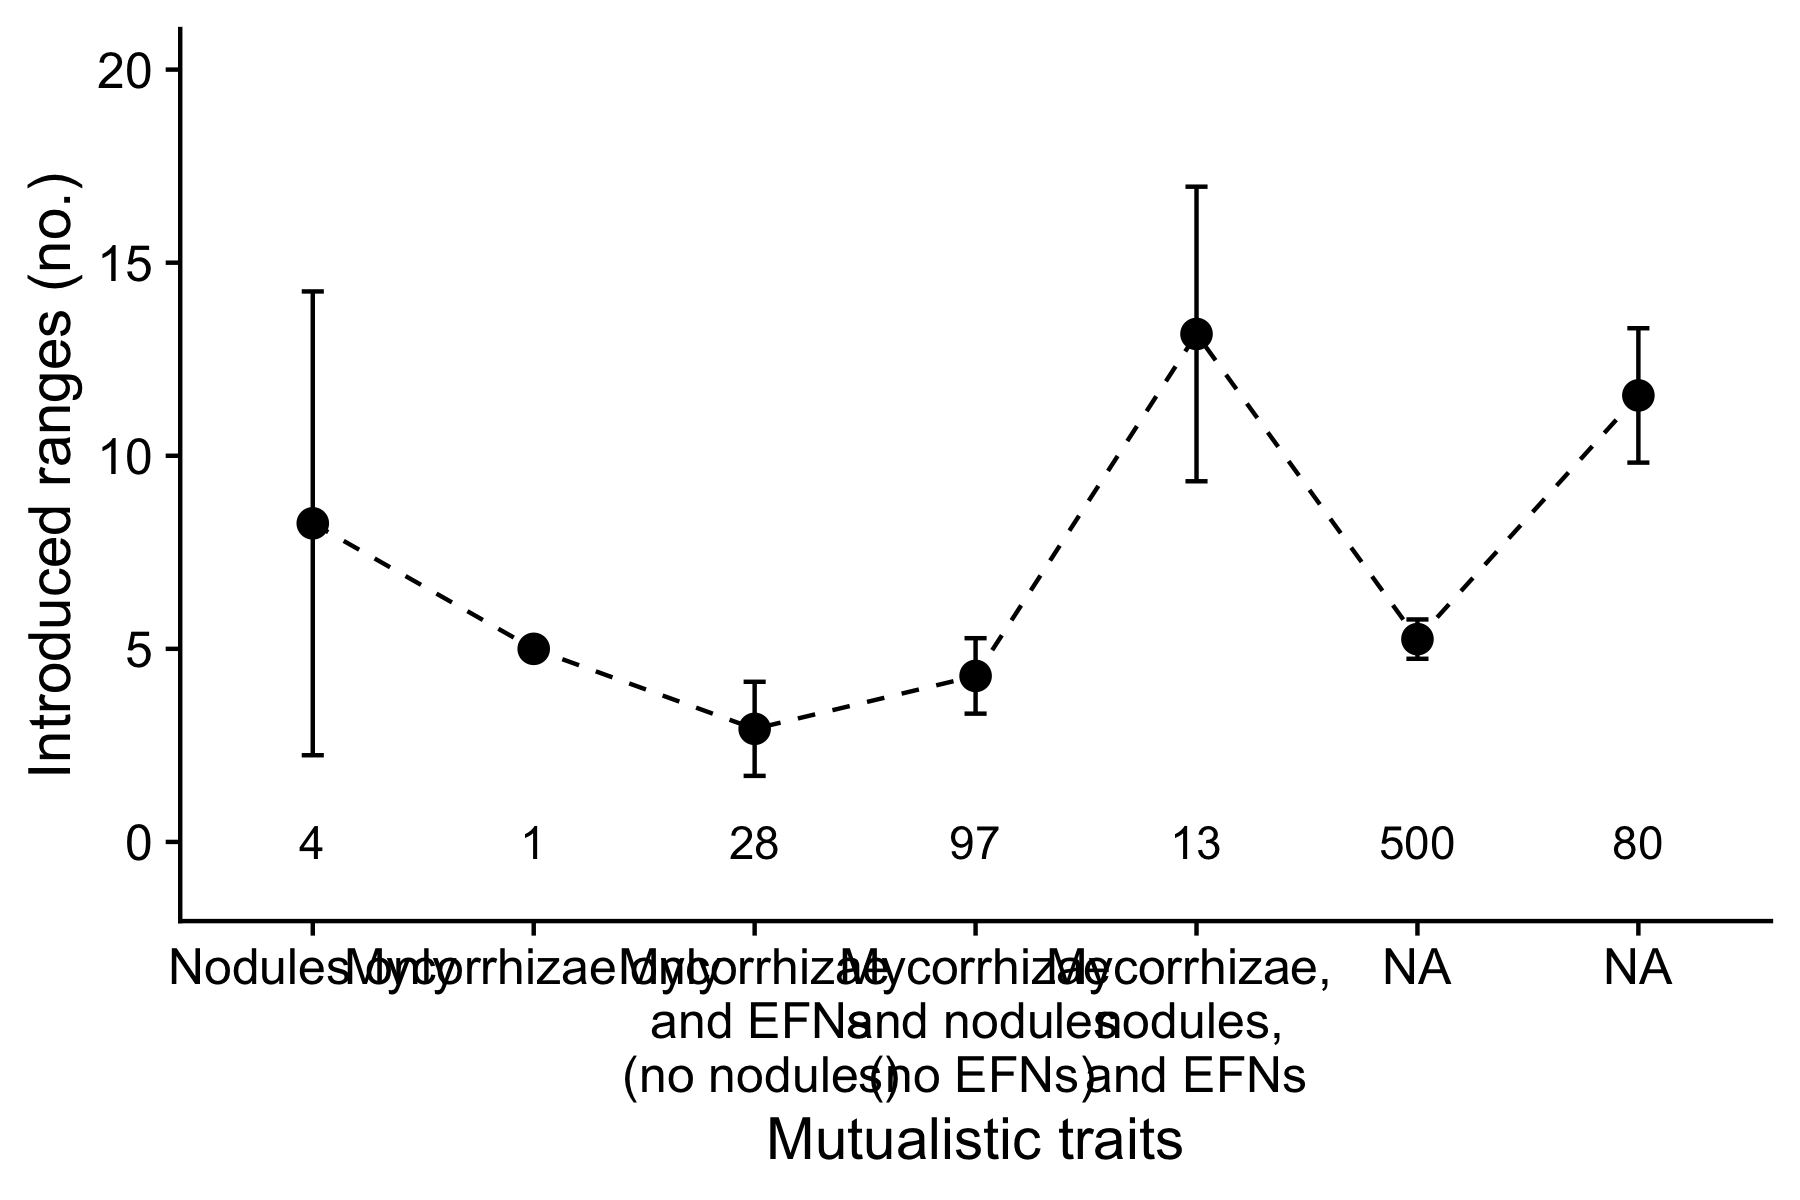 20
15
10
5
0
Introduced ranges (no.)
4 1 28 97 13 500 80
Nodules only Mycorrhizae only Mycorrhizae Mycorrhizae Mycorrhizae, NA NA
and EFNs and nodules nodules,
(no nodules) (no EFNs) and EFNs
Mutualistic traits